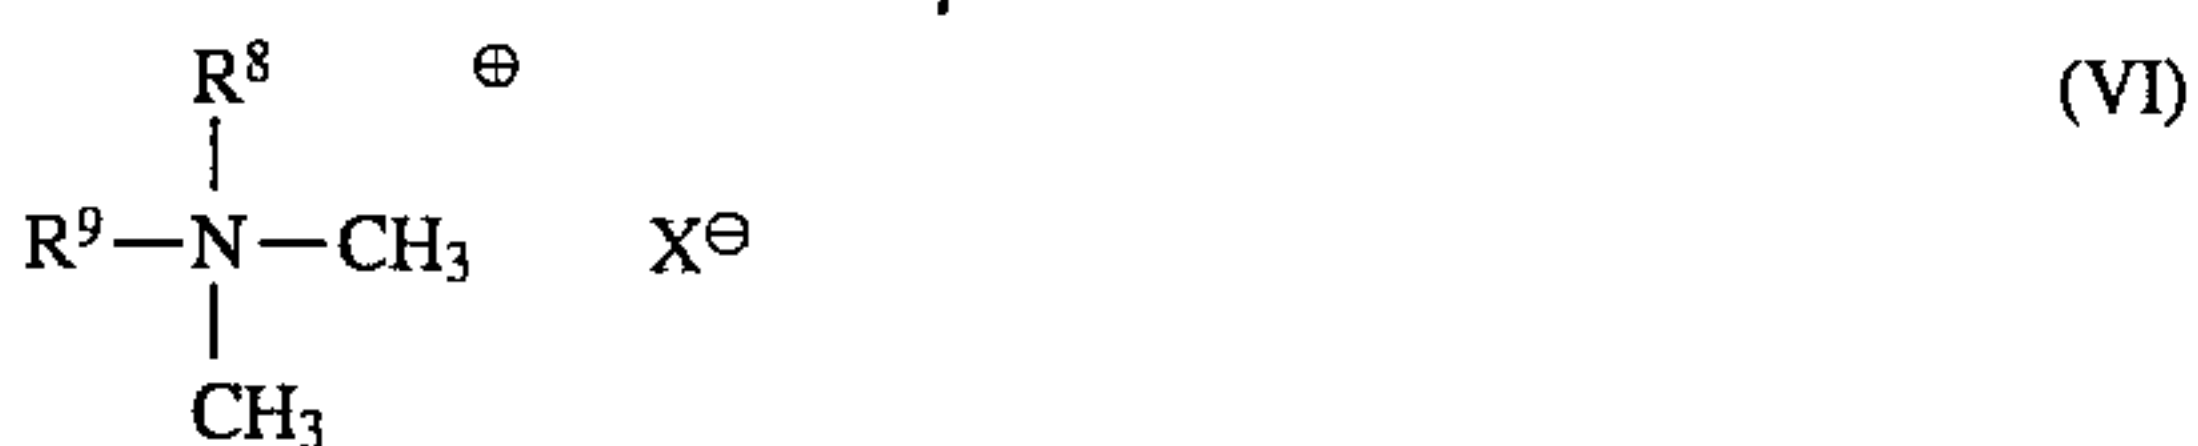 R⁸ ⊕ (VI)
R⁹—N—CH₃ X⊖
CH₃